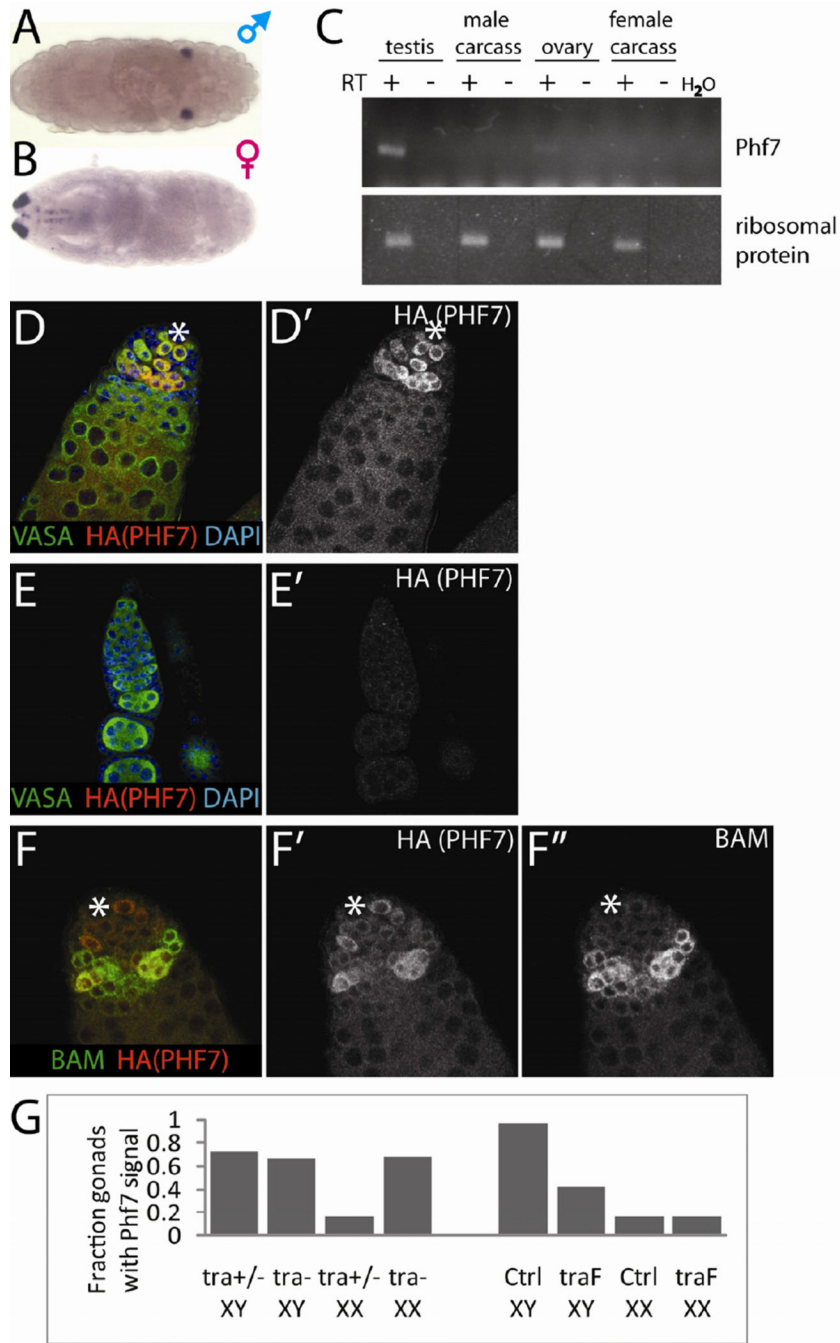 A
♂
B
♀
C
testis
male
carcass
ovary
female
carcass
RT + - + - + - + - H2O
Phf7
ribosomal
protein
D
*
VASA HA(PHF7) DAPI
D'
HA (PHF7)
*
E
VASA HA(PHF7) DAPI
E'
HA (PHF7)
F
*
BAM HA(PHF7)
F'
HA (PHF7)
*
F"
BAM
*
G
Fraction gonads
with Phf7 signal
1
0.8
0.6
0.4
0.2
0
tra+/- tra- tra+/- tra- Ctrl traF Ctrl traF
XY XY XX XX XY XY XX XX